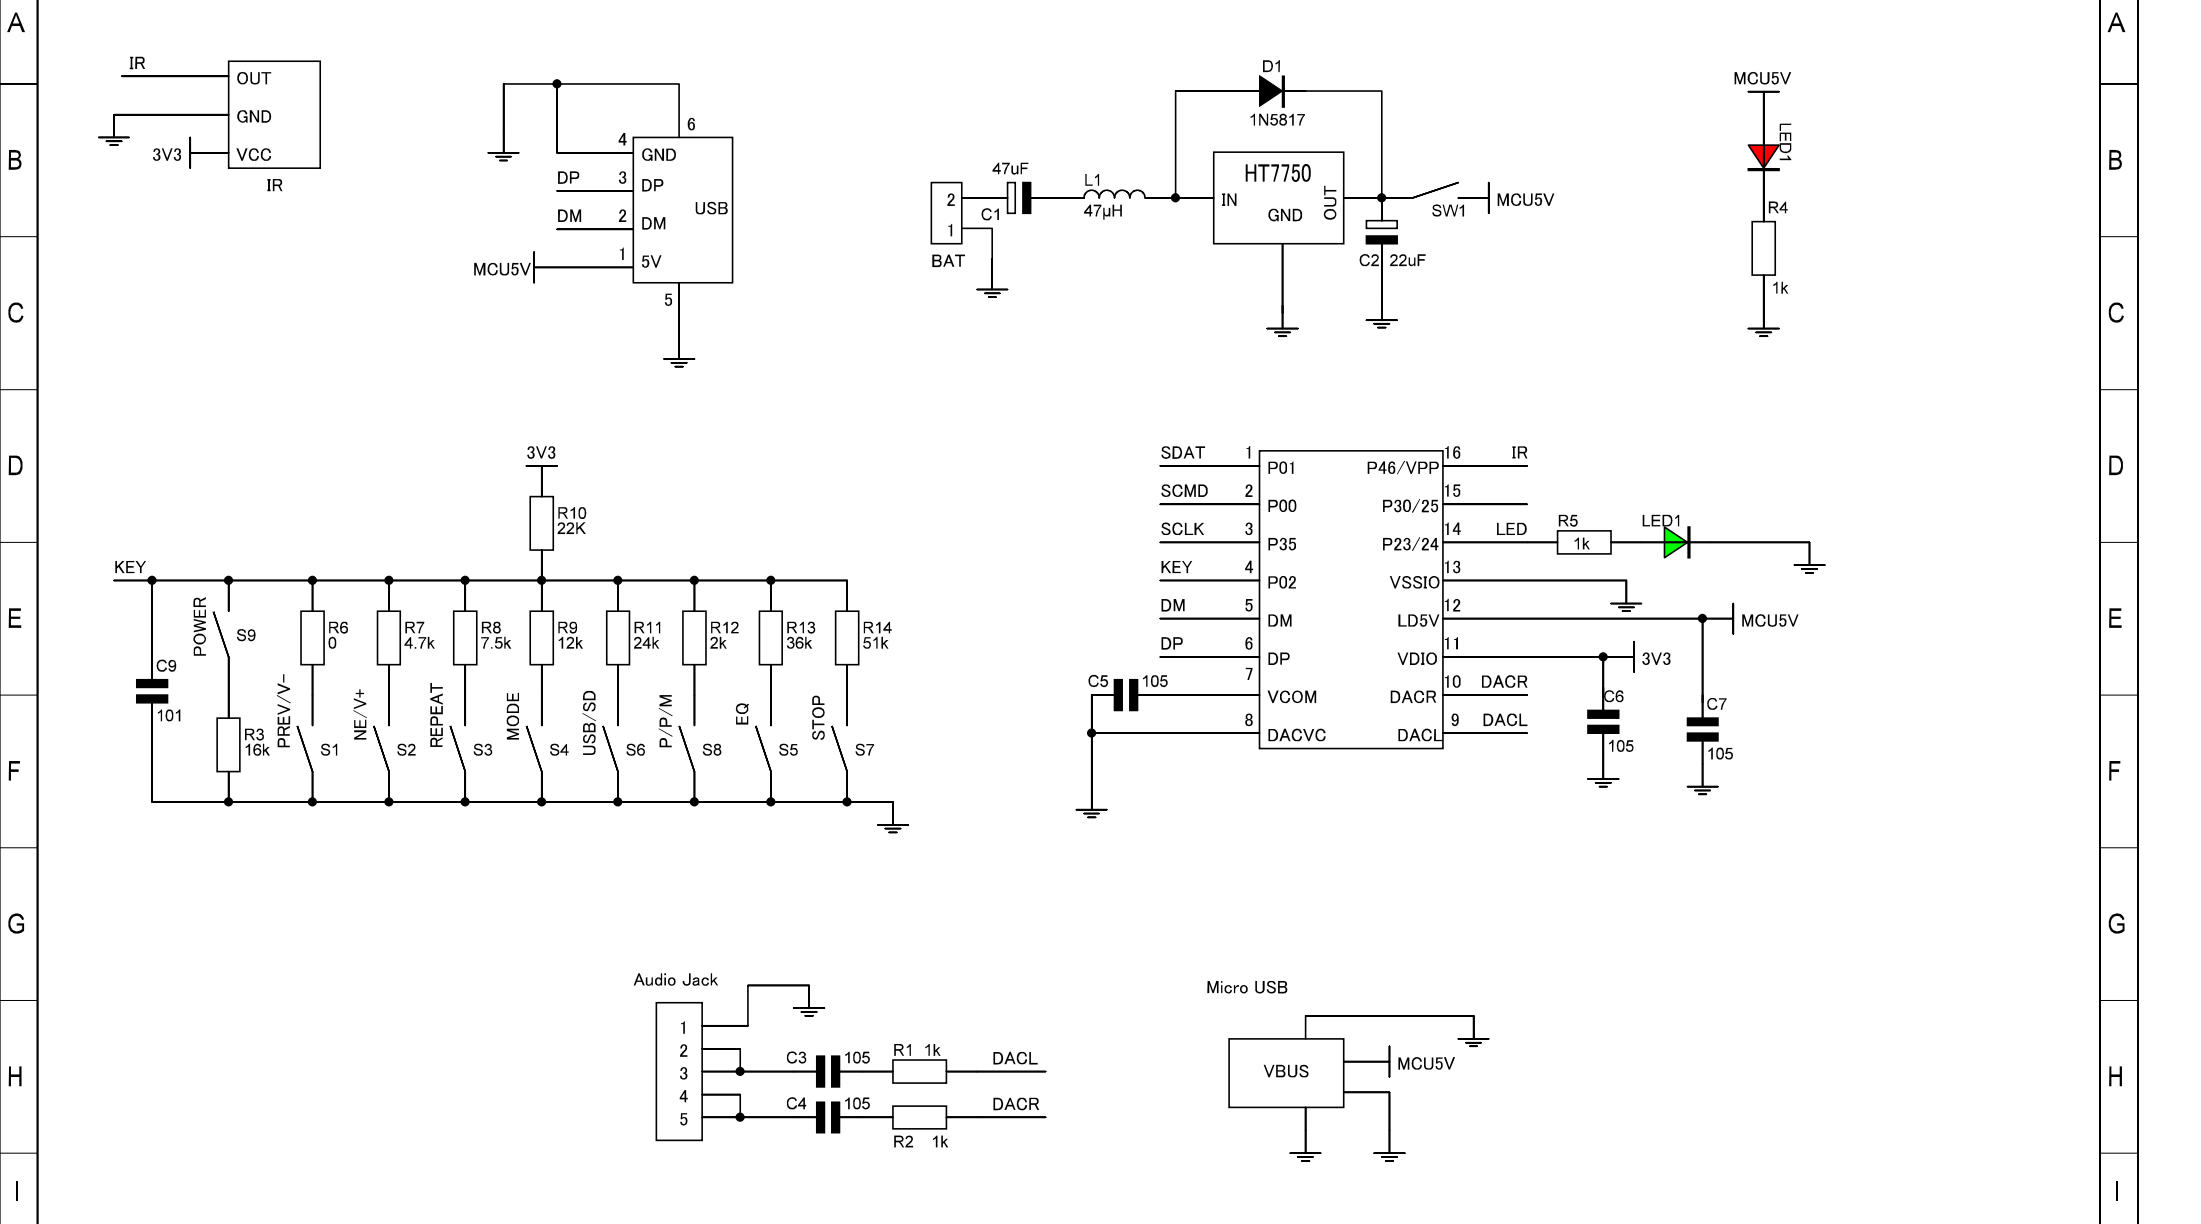 A
A
B
B
C
C
D
D
E
E
F
F
G
G
H
H
I
I
IR
OUT
GND
3V3
VCC
IR
6
4
GND
DP
3
DP
USB
DM
2
DM
MCU5V
1
5V
5
D1
1N5817
47uF
C1
2
1
BAT
L1
47µH
HT7750
IN
GND
OUT
SW1
MCU5V
C2
22uF
MCU5V
LED1
R4
1k
3V3
R10
22K
KEY
C9
101
POWER
S9
R3
16k
R6
0
PREV/V-
S1
R7
4.7k
NE/V+
S2
R8
7.5k
REPEAT
S3
R9
12k
MODE
S4
R11
24k
USB/SD
S6
R12
2k
P/P/M
S8
R13
36k
EQ
S5
R14
51k
STOP
S7
SDAT
1
P01
SCMD
2
P00
SCLK
3
P35
KEY
4
P02
DM
5
DM
DP
6
DP
C5
105
7
VCOM
8
DACVC
P46/VPP
16
IR
P30/25
15
P23/24
14
LED
R5
1k
LED1
VSSIO
13
LD5V
12
MCU5V
VDIO
11
3V3
DACR
10
DACR
DACL
9
DACL
C6
105
C7
105
Audio Jack
1
2
3
4
5
C3
105
R1
1k
DACL
C4
105
R2
1k
DACR
Micro USB
VBUS
MCU5V